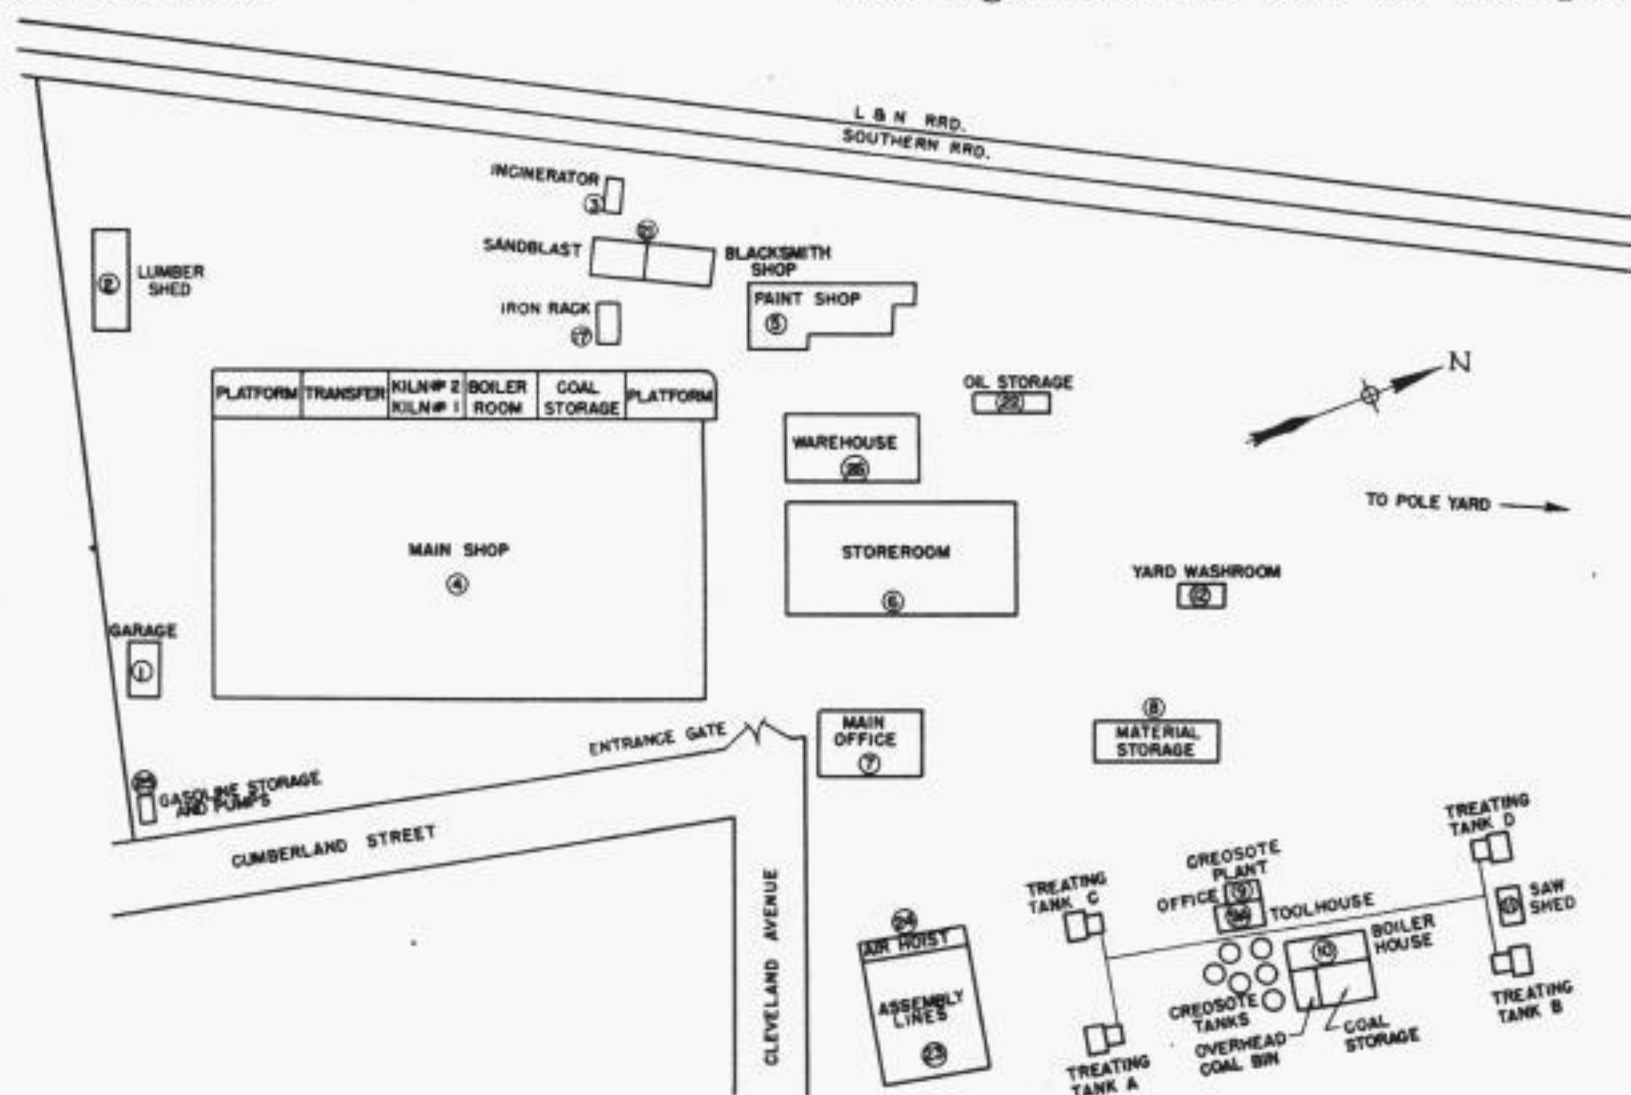 L & N RRD.
SOUTHERN RRD.
INCINERATOR
3
SANDBLAST
21
BLACKSMITH
SHOP
2
LUMBER
SHED
IRON RACK
17
PAINT SHOP
5
N
PLATFORM
TRANSFER
KILN# 2
KILN# 1
BOILER
ROOM
COAL
STORAGE
PLATFORM
OIL STORAGE
22
WAREHOUSE
TO POLE YARD
MAIN SHOP
4
STOREROOM
6
YARD WASHROOM
12
GARAGE
1
ENTRANCE GATE
MAIN
OFFICE
7
8
MATERIAL
STORAGE
GASOLINE STORAGE
AND PUMPS
CUMBERLAND STREET
CLEVELAND AVENUE
24
AIR HOIST
ASSEMBLY
LINES
23
TREATING
TANK C
CREOSOTE
PLANT
OFFICE
9
9A
TOOLHOUSE
TREATING
TANK D
SAW
SHED
10
BOILER
HOUSE
CREOSOTE
TANKS
OVERHEAD
COAL BIN
COAL
STORAGE
TREATING
TANK B
TREATING
TANK A